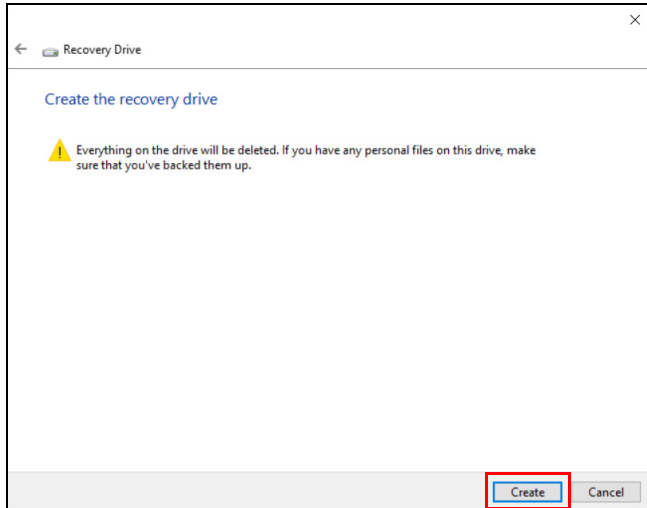 Recovery Drive
Create the recovery drive
Everything on the drive will be deleted. If you have any personal files on this drive, make
sure that you've backed them up.
Create
Cancel